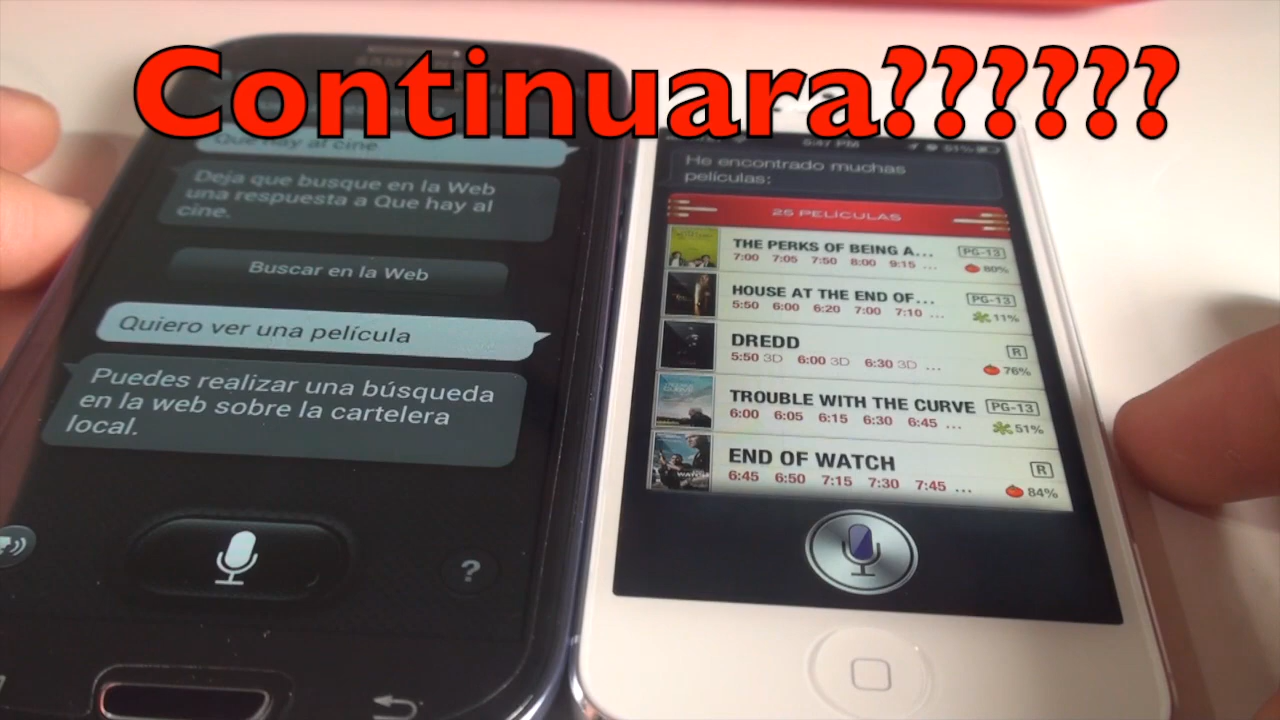 Continuara??????
SAMSUNG
Que hay al cine.
Deja que busque en la Web
una respuesta a Que hay al
cine.
Buscar en la Web
Quiero ver una película
Puedes realizar una búsqueda
en la web sobre la cartelera
local.
?
5:47 PM
51%
He encontrado muchas
películas:
25 PELÍCULAS
THE PERKS OF BEING A... PG-13
7:00 7:05 7:50 8:00 9:15 ... 80%
HOUSE AT THE END OF... PG-13
5:50 6:00 6:20 7:00 7:10 ... 11%
DREDD R
5:50 3D 6:00 3D 6:30 3D ... 76%
TROUBLE WITH THE CURVE PG-13
6:00 6:05 6:15 6:30 6:45 ... 51%
END OF WATCH R
6:45 6:50 7:15 7:30 7:45 ... 84%